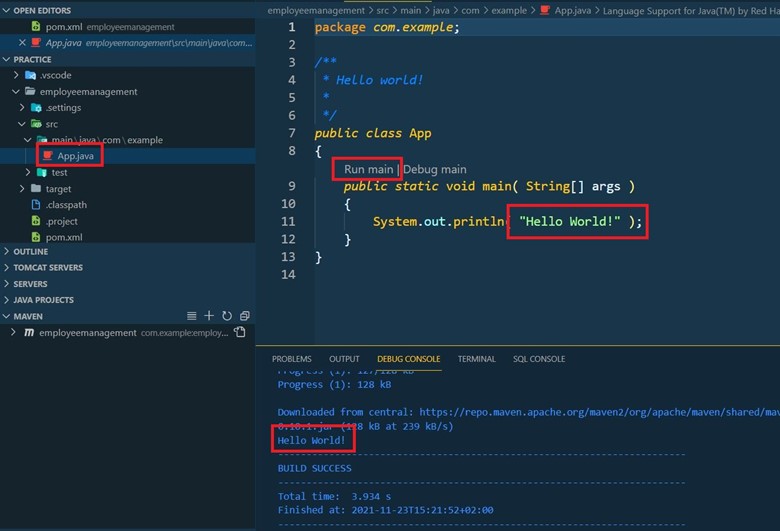 OPEN EDITORS
pom.xml employeemanagement
App.java employeemanagement\src\main\java\com...
PRACTICE
.vscode
employeemanagement
.settings
src
main\java\com\example
App.java
test
target
.classpath
.project
pom.xml
OUTLINE
TOMCAT SERVERS
SERVERS
JAVA PROJECTS
MAVEN
employeemanagement com.example:employ...
employeemanagement > src > main > java > com > example > App.java > Language Support for Java(TM) by Red Ha
1 package com.example;
2
3 /**
4 * Hello world!
5 *
6 */
7 public class App
8 {
Run main | Debug main
9 public static void main( String[] args )
10 {
11 System.out.println( "Hello World!" );
12 }
13 }
14
PROBLEMS OUTPUT DEBUG CONSOLE TERMINAL SQL CONSOLE
Progress (1): 127/128 kB
Progress (1): 128 kB
Downloaded from central: https://repo.maven.apache.org/maven2/org/apache/maven/shared/mav
0.10.1.jar (128 kB at 239 kB/s)
Hello World!
------------------------------------------------------------------------
BUILD SUCCESS
------------------------------------------------------------------------
Total time: 3.934 s
Finished at: 2021-11-23T15:21:52+02:00
------------------------------------------------------------------------